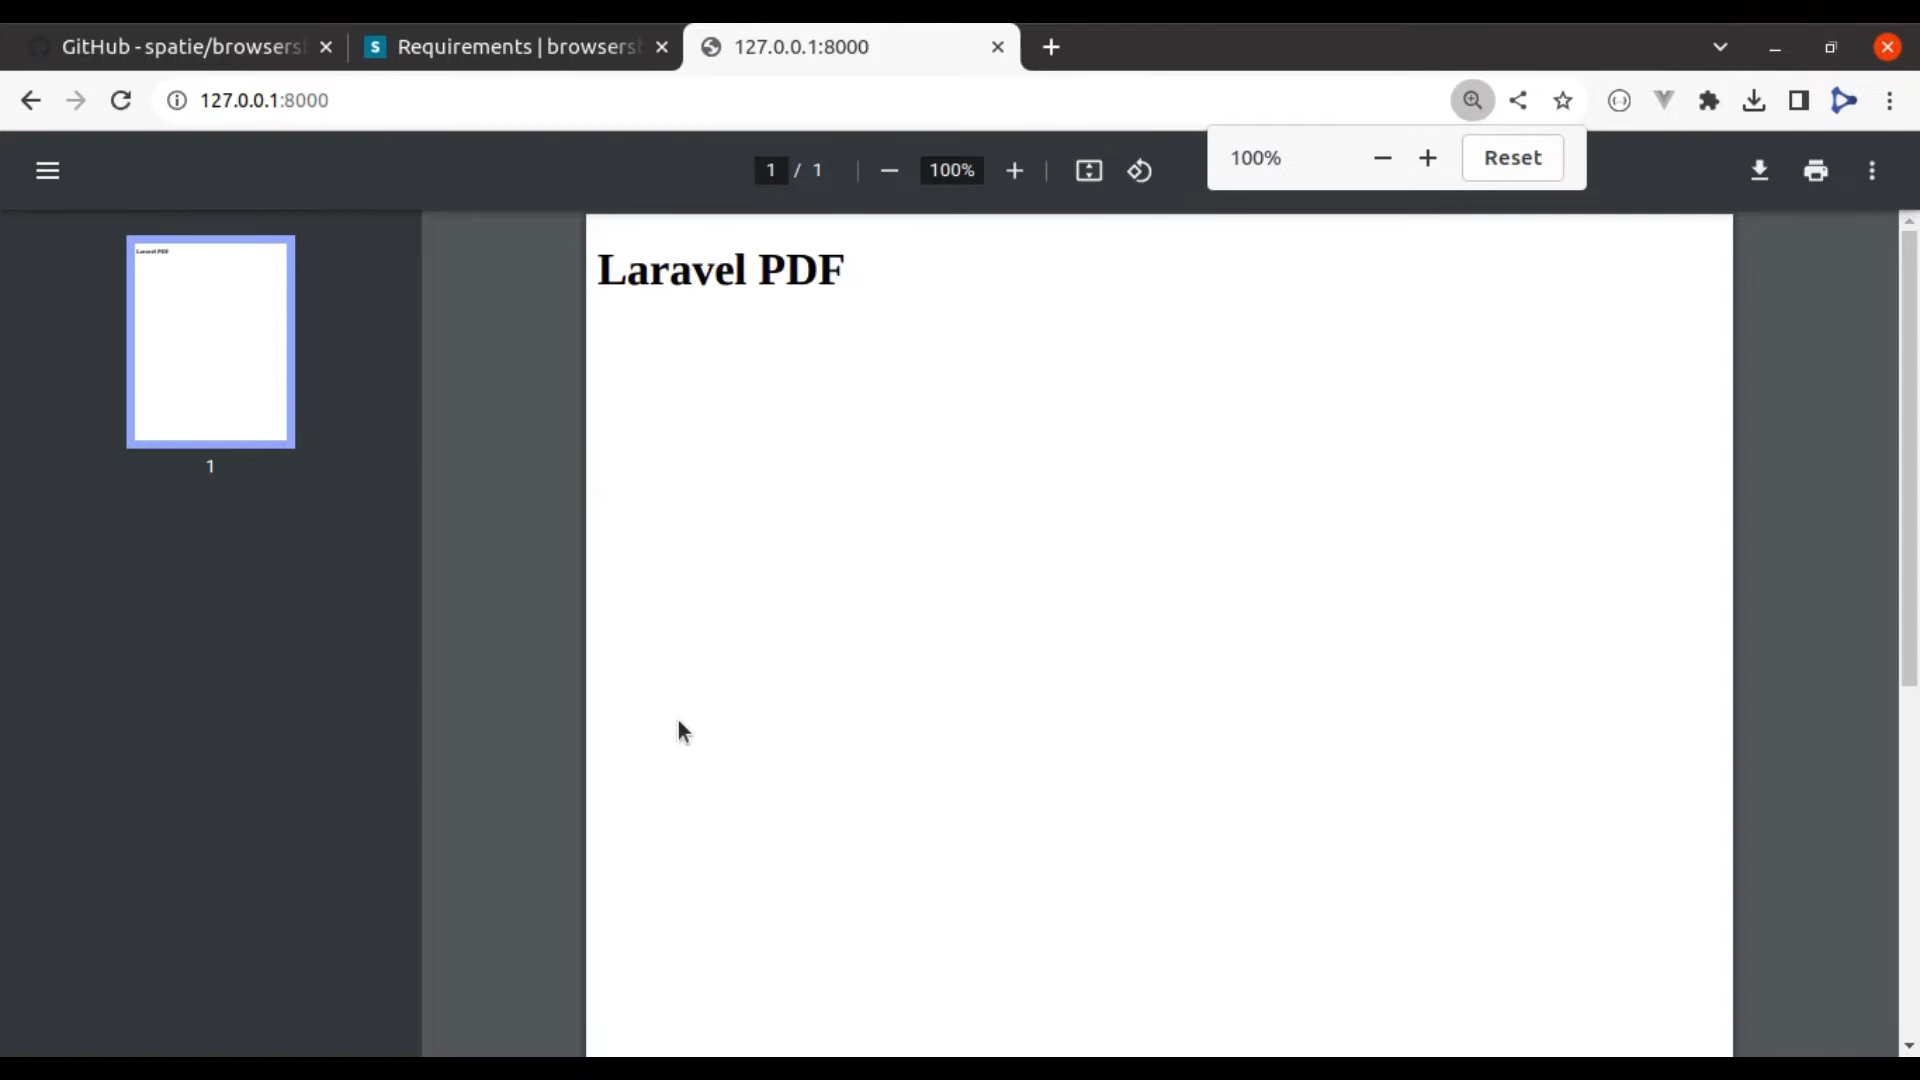 GitHub - spatie/browsers
S Requirements | browsers
127.0.0.1:8000
127.0.0.1:8000
1 / 1
100%
100%
Reset
Laravel PDF
Laravel PDF
1